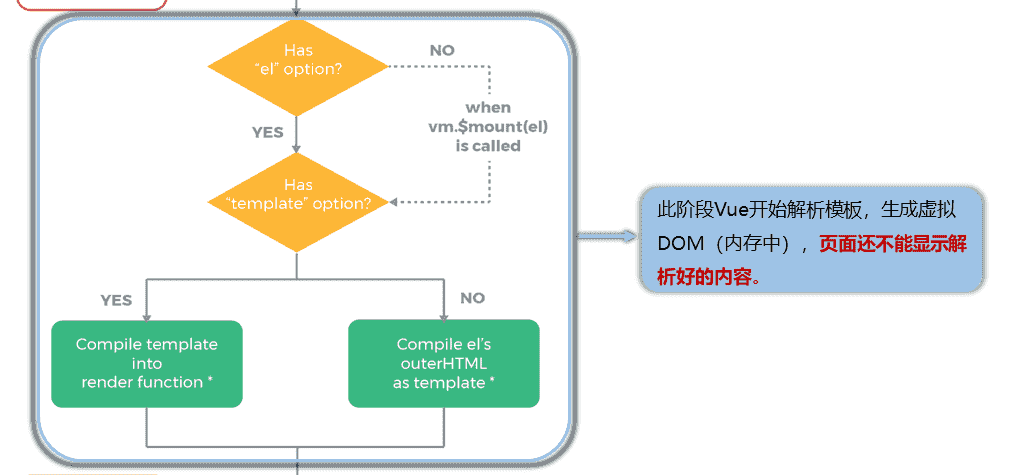 Has
“el” option?
NO
when
vm.$mount(el)
is called
YES
Has
“template” option?
YES
NO
Compile template
into
render function *
Compile el’s
outerHTML
as template *
此阶段Vue开始解析模板，生成虚拟
DOM（内存中），页面还不能显示解
析好的内容。